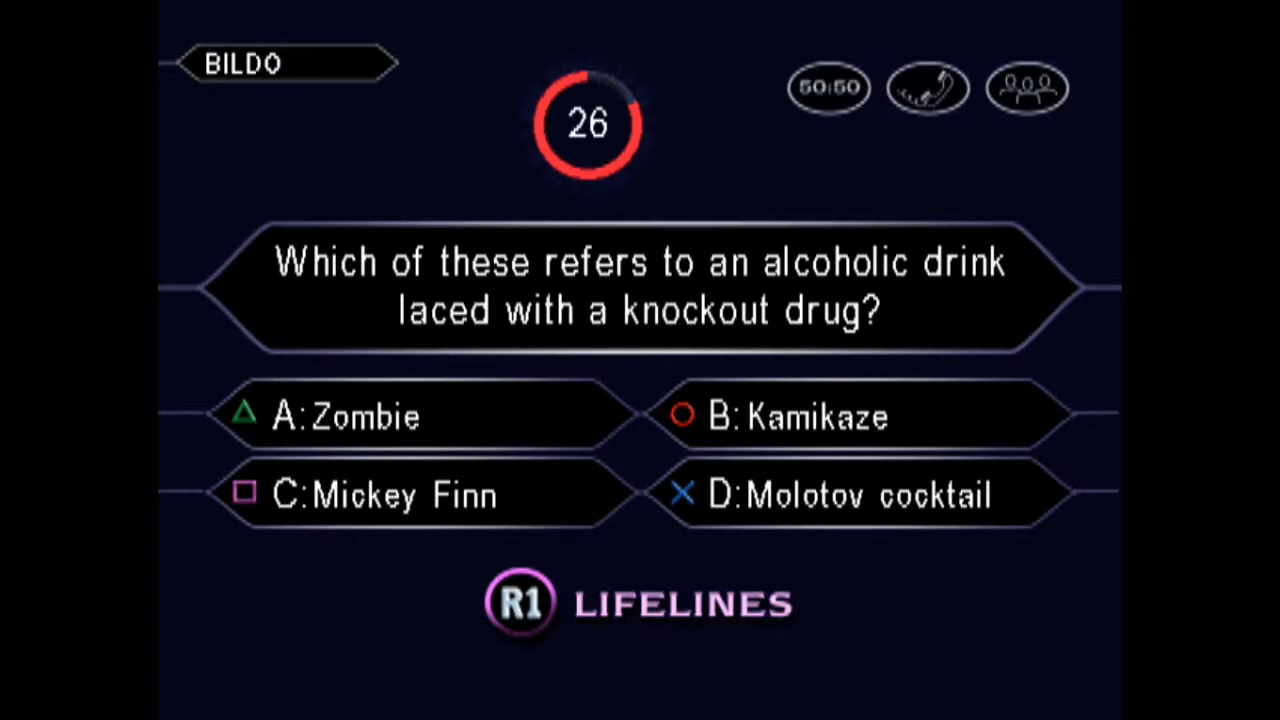 BILDO
26
50:50
Which of these refers to an alcoholic drink
laced with a knockout drug?
A: Zombie
B: Kamikaze
C: Mickey Finn
D: Molotov cocktail
R1 LIFELINES